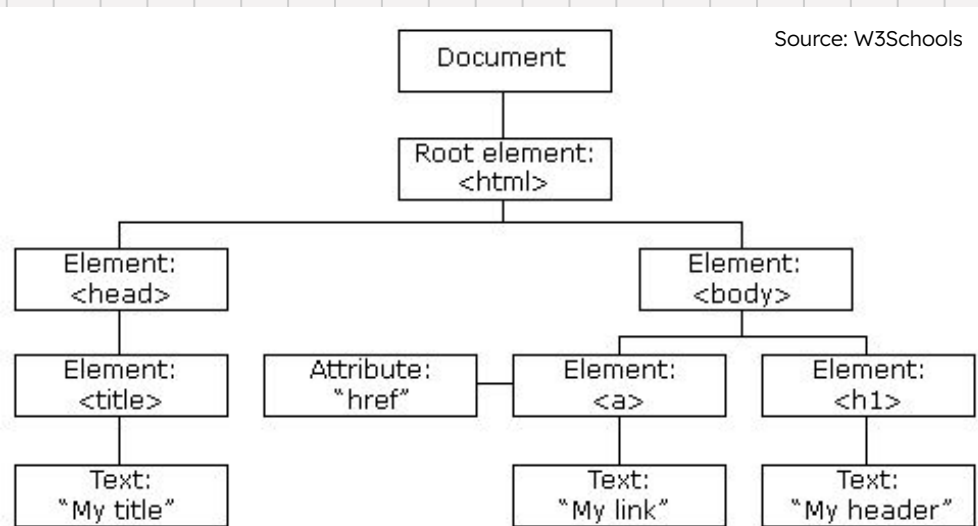 Source: W3Schools
Document
Root element:
<html>
Element:
<head>
Element:
<body>
Element:
<title>
Attribute:
“href”
Element:
<a>
Element:
<h1>
Text:
“My title”
Text:
“My link”
Text:
“My header”